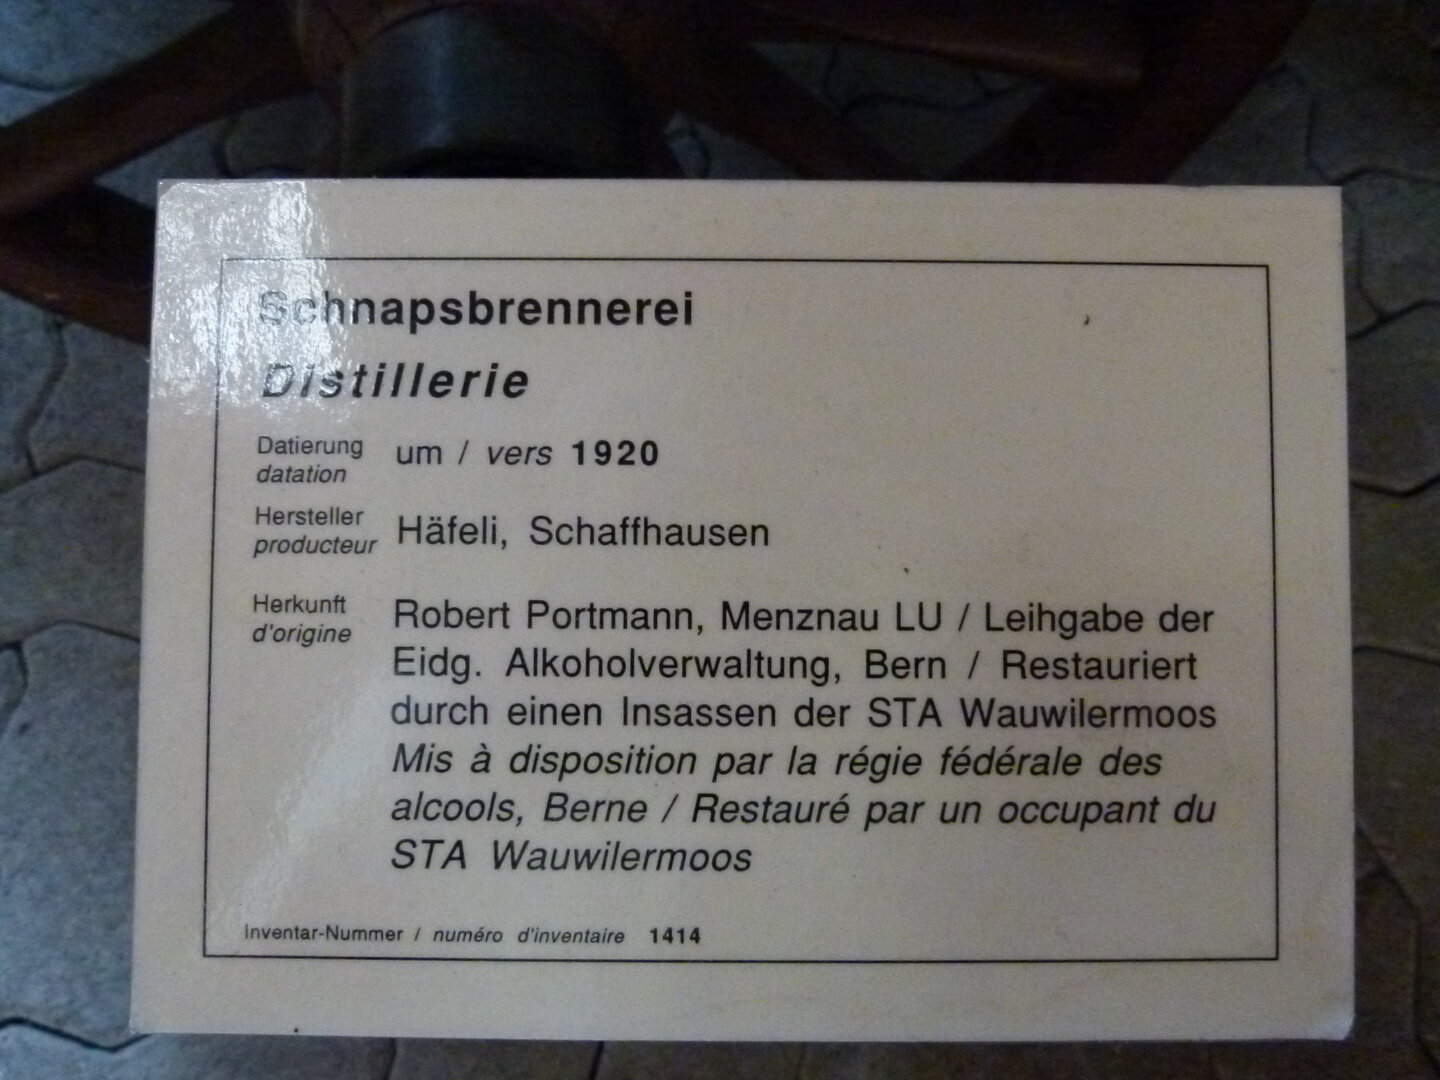 Schnapsbrennerei
Distillerie
Datierung
datation
um / vers 1920
Hersteller
producteur
Häfeli, Schaffhausen
Herkunft
d'origine
Robert Portmann, Menznau LU / Leihgabe der
Eidg. Alkoholverwaltung, Bern / Restauriert
durch einen Insassen der STA Wauwilermoos
Mis à disposition par la régie fédérale des
alcools, Berne / Restauré par un occupant du
STA Wauwilermoos
Inventar-Nummer / numéro d'inventaire 1414